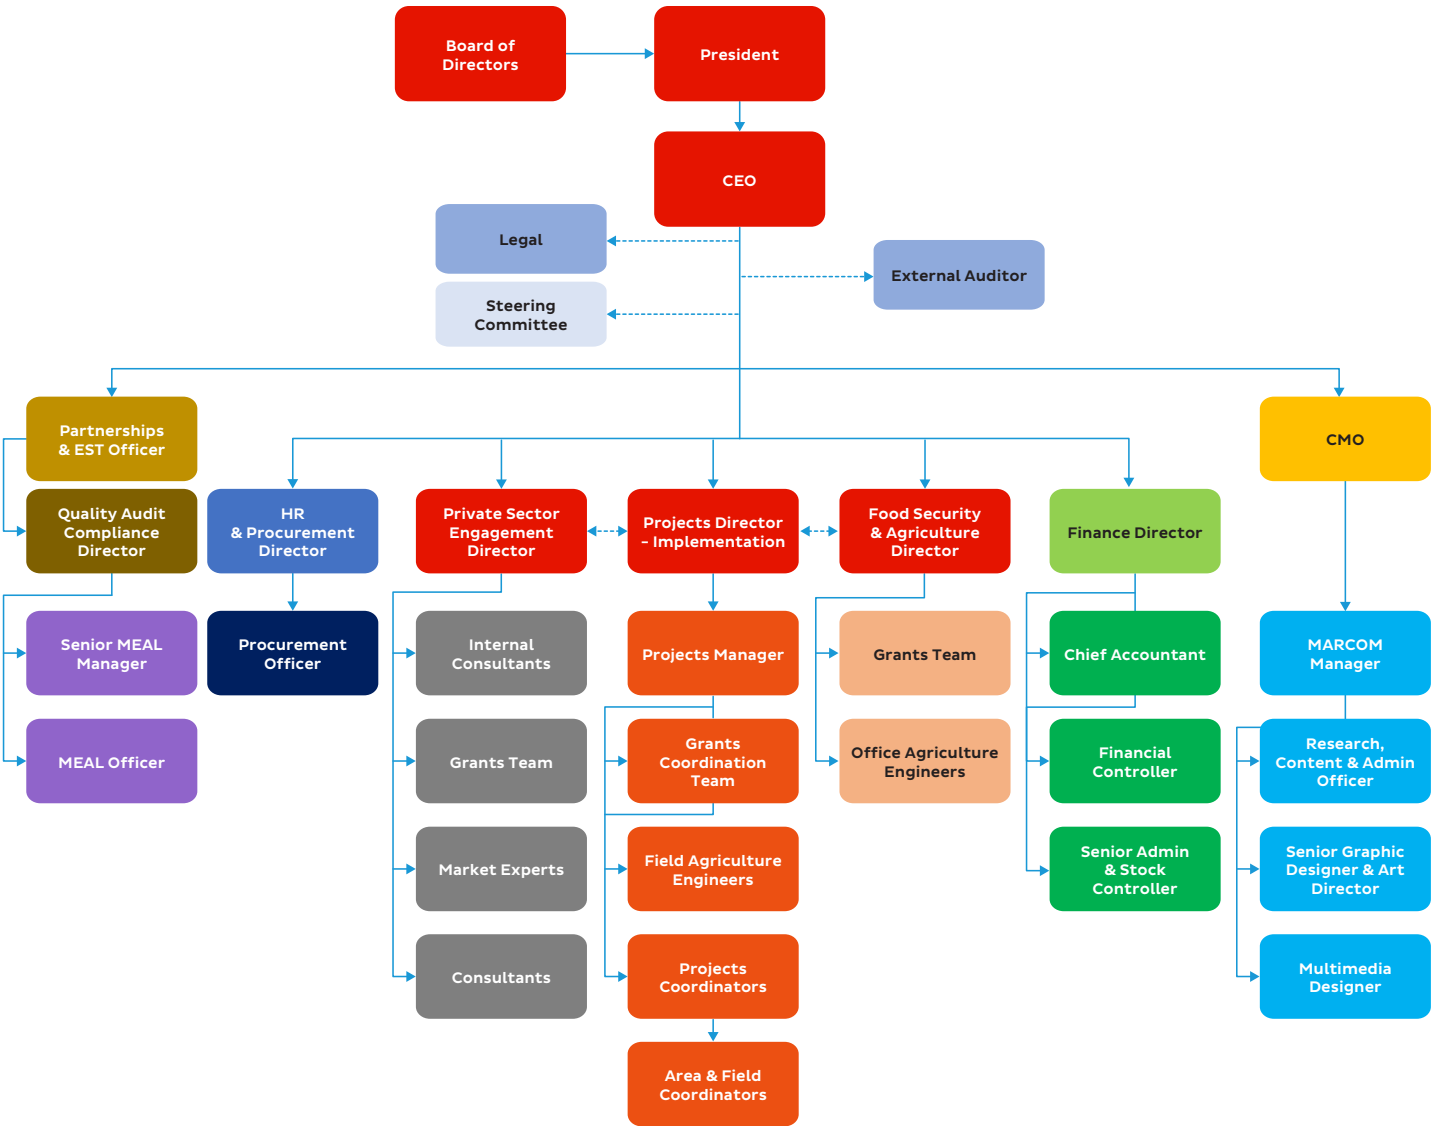 Board of
Directors
President
CEO
Legal
External Auditor
Steering
Committee
Partnerships
& EST Officer
CMO
Quality Audit
Compliance
Director
HR
& Procurement
Director
Private Sector
Engagement
Director
Projects Director
– Implementation
Food Security
& Agriculture
Director
Finance Director
Senior MEAL
Manager
Procurement
Officer
Internal
Consultants
Projects Manager
Grants Team
Chief Accountant
MARCOM
Manager
MEAL Officer
Grants Team
Grants
Coordination
Team
Office Agriculture
Engineers
Financial
Controller
Research,
Content & Admin
Officer
Market Experts
Field Agriculture
Engineers
Senior Admin
& Stock
Controller
Senior Graphic
Designer & Art
Director
Consultants
Projects
Coordinators
Multimedia
Designer
Area & Field
Coordinators